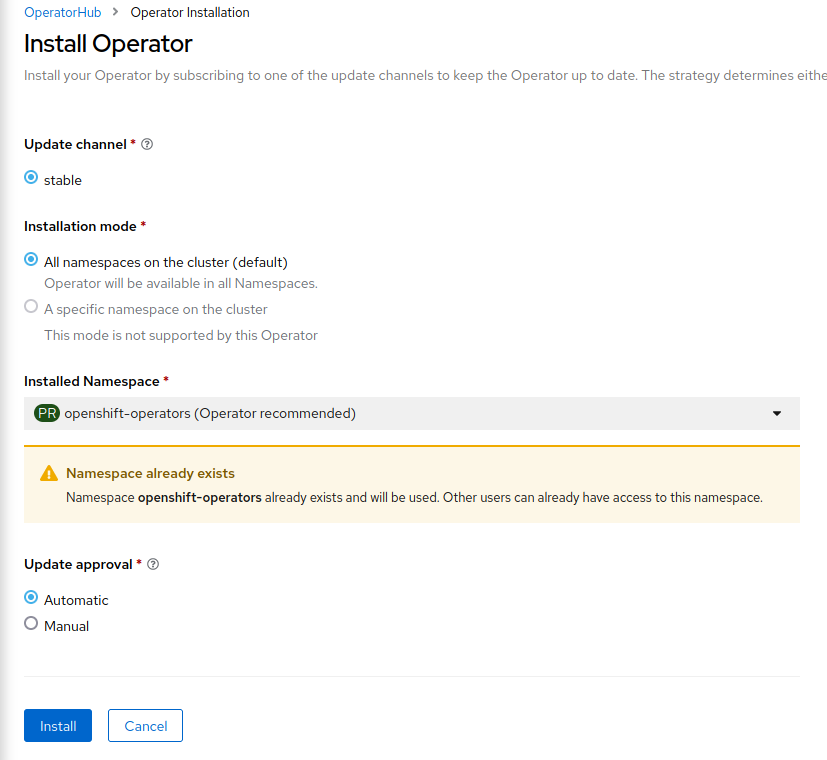 OperatorHub > Operator Installation
Install Operator
Install your Operator by subscribing to one of the update channels to keep the Operator up to date. The strategy determines eithe
Update channel *
stable
Installation mode *
All namespaces on the cluster (default)
Operator will be available in all Namespaces.
A specific namespace on the cluster
This mode is not supported by this Operator
Installed Namespace *
PR openshift-operators (Operator recommended)
Namespace already exists
Namespace openshift-operators already exists and will be used. Other users can already have access to this namespace.
Update approval *
Automatic
Manual
Install Cancel